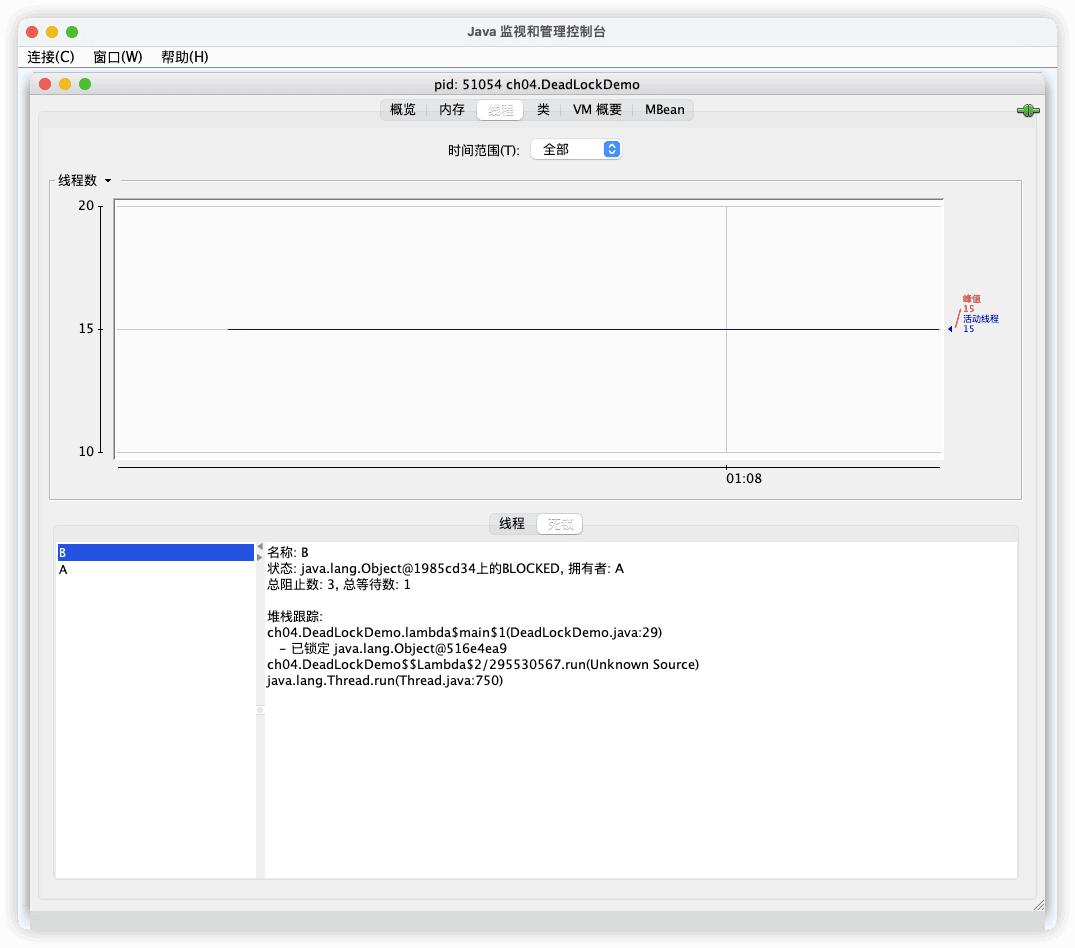 Java 监视和管理控制台
连接(C) 窗口(W) 帮助(H)
pid: 51054 ch04.DeadLockDemo
概览 内存 线程 类 VM 概要 MBean
时间范围(T): 全部
线程数
20
15
10
峰值
15
活动线程
15
01:08
线程 死锁
B
A
名称: B
状态: java.lang.Object@1985cd34上的BLOCKED, 拥有者: A
总阻止数: 3, 总等待数: 1
堆栈跟踪:
ch04.DeadLockDemo.lambda$main$1(DeadLockDemo.java:29)
- 已锁定 java.lang.Object@516e4ea9
ch04.DeadLockDemo$$Lambda$2/295530567.run(Unknown Source)
java.lang.Thread.run(Thread.java:750)